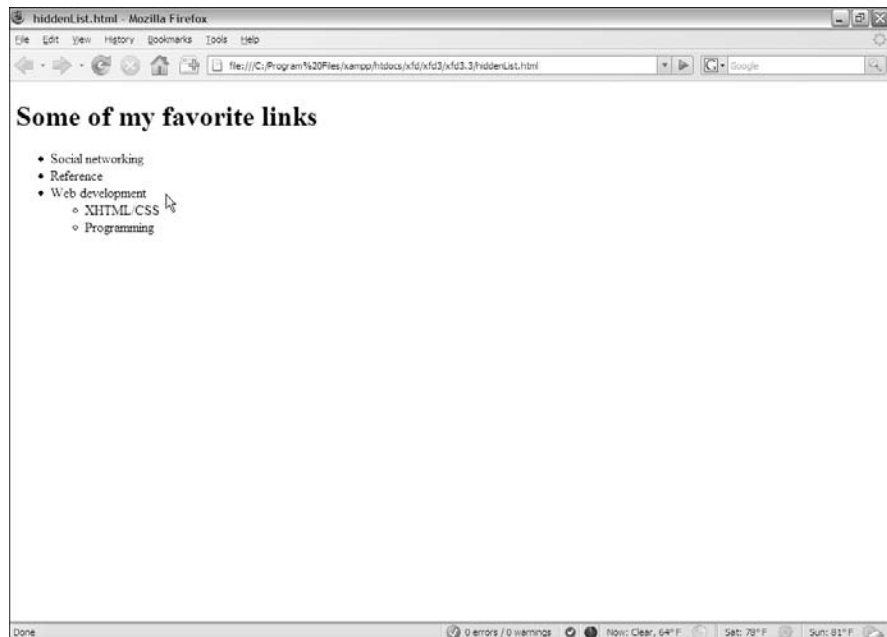 hiddenList.html - Mozilla Firefox
File Edit View History Bookmarks Tools Help
file:///C:/Program%20Files/xampp/htdocs/xfd/xfd3/xfd3.3/hiddenList.html
G Google
Some of my favorite links
Social networking
Reference
Web development
XHTML/CSS
Programming
Done 0 errors / 0 warnings Now: Clear, 64° F Sat: 78° F Sun: 81° F